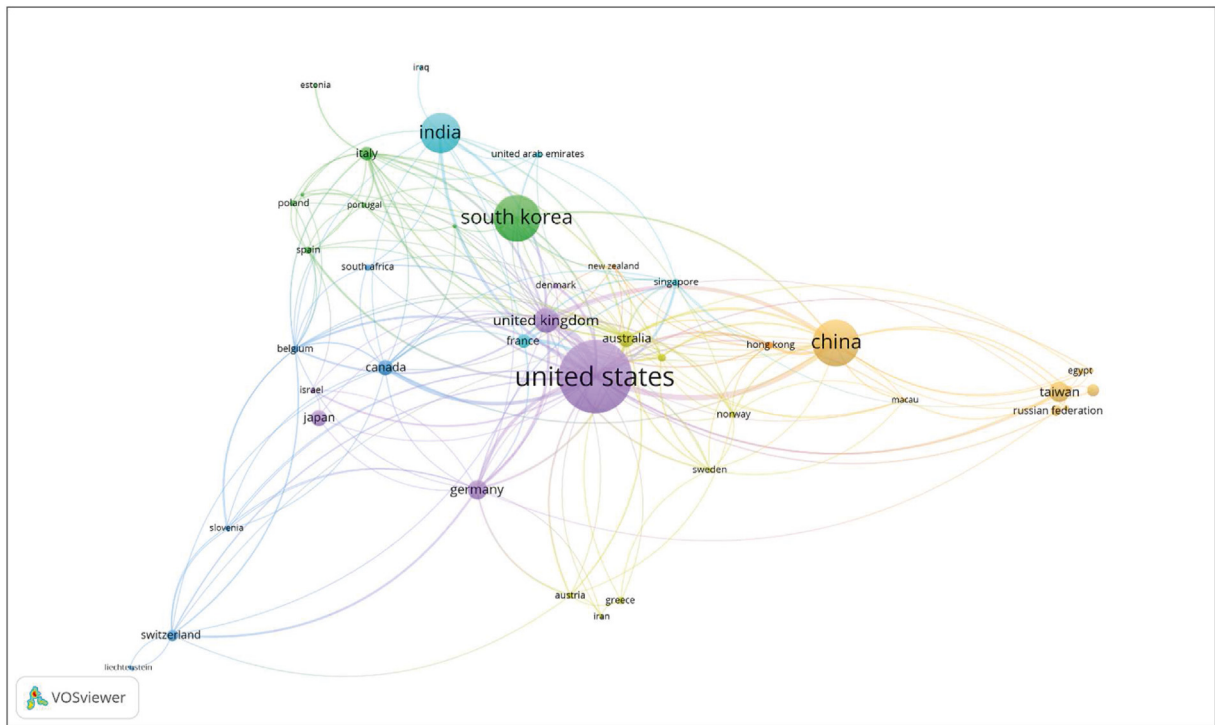 iraq
estonia
india
italy
united arab emirates
poland
portugal
south korea
spain
south africa
new zealand
denmark
singapore
united kingdom
france
australia
hong kong
china
belgium
canada
united states
egypt
israel
taiwan
macau
japan
norway
russian federation
sweden
germany
slovenia
austria
greece
iran
switzerland
liechtenstein
VOSviewer